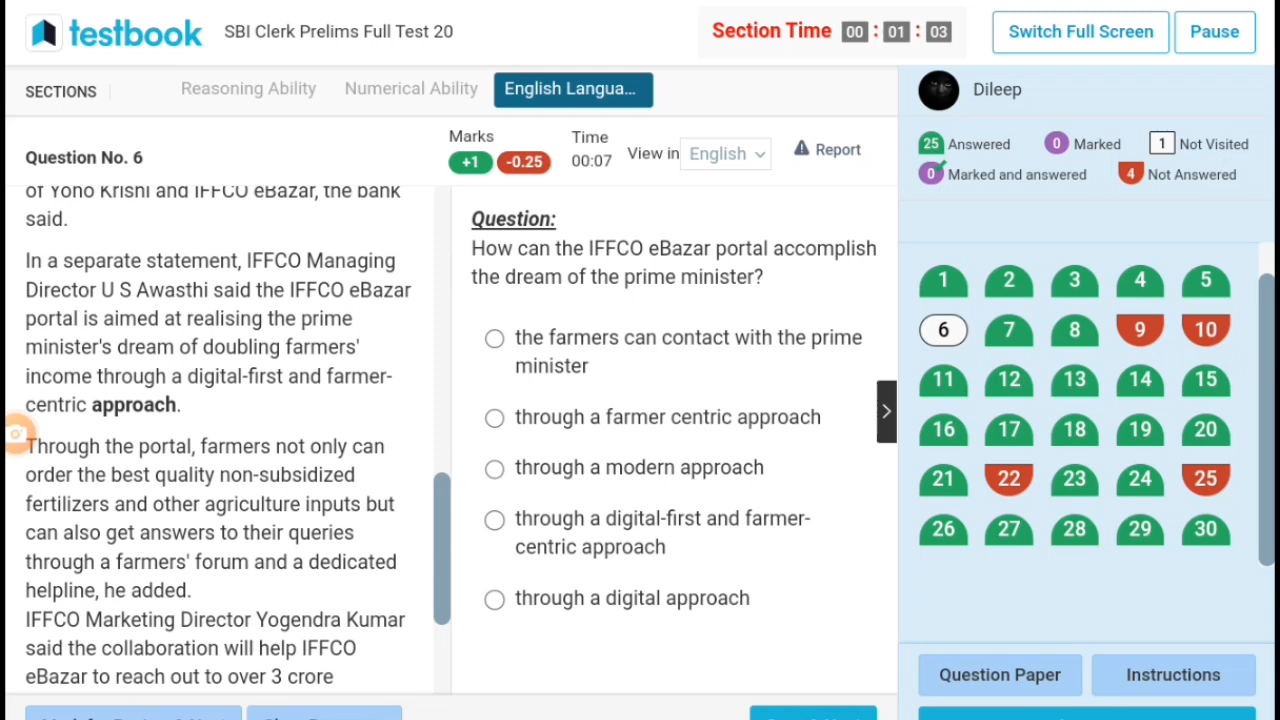 testbook
SBI Clerk Prelims Full Test 20
Section Time 00 : 01 : 03
Switch Full Screen
Pause
SECTIONS
Reasoning Ability
Numerical Ability
English Langua...
Dileep
Question No. 6
Marks
+1 -0.25
Time
00:07
View in English
Report
25 Answered
0 Marked
1 Not Visited
0 Marked and answered
4 Not Answered
of Yono Krishi and IFFCO eBazar, the bank
said.
In a separate statement, IFFCO Managing
Director U S Awasthi said the IFFCO eBazar
portal is aimed at realising the prime
minister's dream of doubling farmers'
income through a digital-first and farmer-
centric approach.
Through the portal, farmers not only can
order the best quality non-subsidized
fertilizers and other agriculture inputs but
can also get answers to their queries
through a farmers' forum and a dedicated
helpline, he added.
IFFCO Marketing Director Yogendra Kumar
said the collaboration will help IFFCO
eBazar to reach out to over 3 crore
Question:
How can the IFFCO eBazar portal accomplish
the dream of the prime minister?
the farmers can contact with the prime
minister
through a farmer centric approach
through a modern approach
through a digital-first and farmer-
centric approach
through a digital approach
1 2 3 4 5
6 7 8 9 10
11 12 13 14 15
16 17 18 19 20
21 22 23 24 25
26 27 28 29 30
Question Paper
Instructions